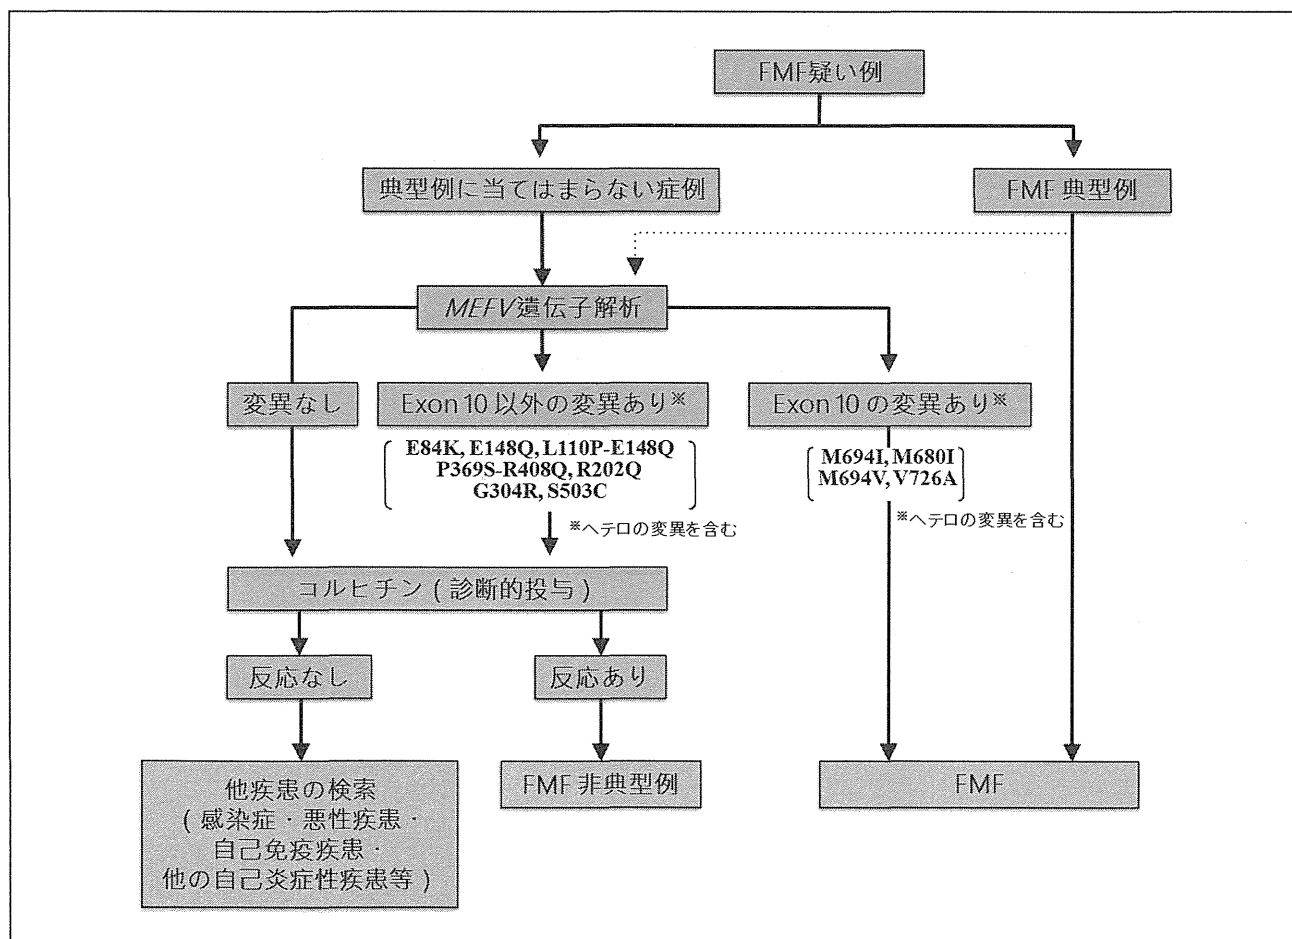 FMF疑い例
典型例に当てはまらない症例
FMF 典型例
MEFV遺伝子解析
変異なし
Exon 10 以外の変異あり※
Exon 10 の変異あり※
E84K, E148Q, L110P-E148Q
P369S-R408Q, R202Q
G304R, S503C
M694I, M680I
M694V, V726A
※ヘテロの変異を含む
※ヘテロの変異を含む
コルヒチン ( 診断的投与 )
反応なし
反応あり
他疾患の検索
( 感染症・悪性疾患・
自己免疫疾患・
他の自己炎症性疾患等 )
FMF 非典型例
FMF